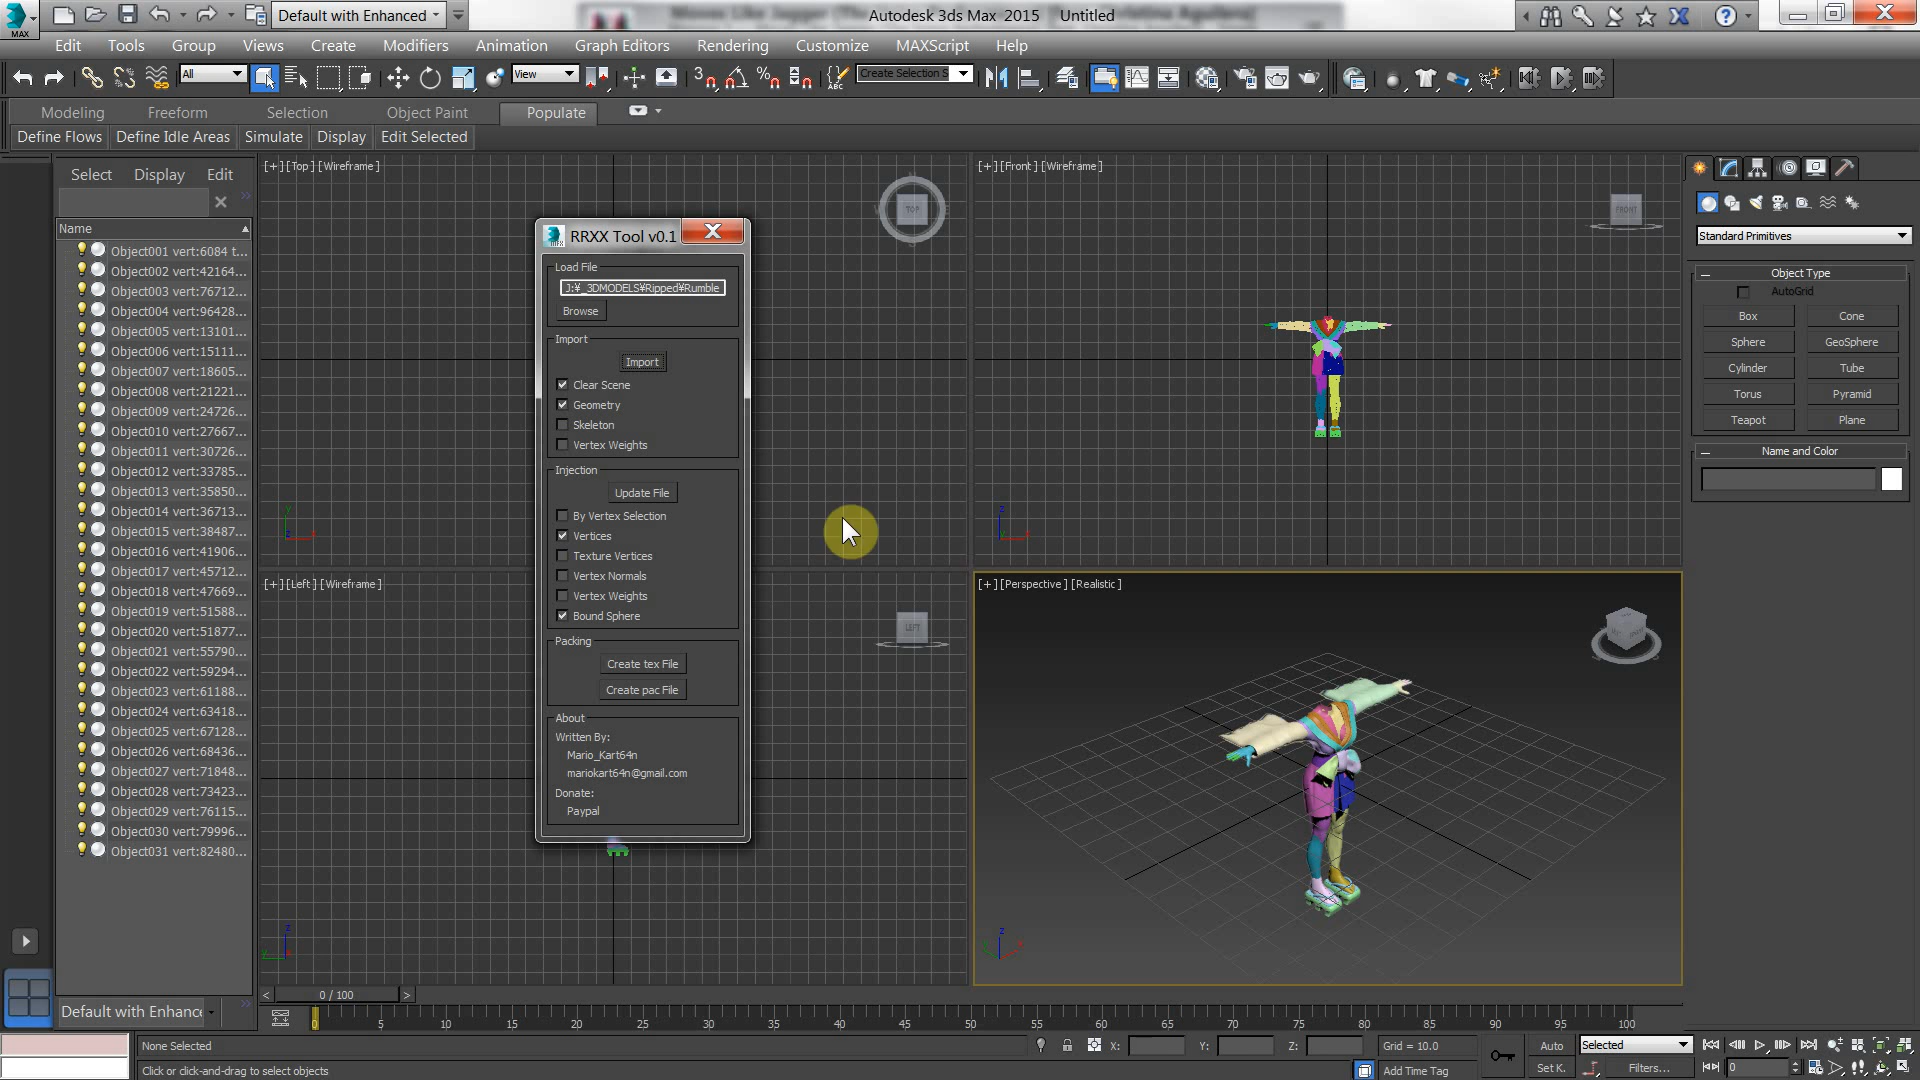 Default with Enhanced
Autodesk 3ds Max 2015 Untitled
MAX
Edit Tools Group Views Create Modifiers Animation Graph Editors Rendering Customize MAXScript Help
All View Create Selection S
Modeling Freeform Selection Object Paint Populate
Define Flows Define Idle Areas Simulate Display Edit Selected
Select Display Edit
Name
Object001 vert:6084 t...
Object002 vert:42164...
Object003 vert:76712...
Object004 vert:96428...
Object005 vert:13101...
Object006 vert:15111...
Object007 vert:18605...
Object008 vert:21221...
Object009 vert:24726...
Object010 vert:27667...
Object011 vert:30726...
Object012 vert:33785...
Object013 vert:35850...
Object014 vert:36713...
Object015 vert:38487...
Object016 vert:41906...
Object017 vert:45712...
Object018 vert:47669...
Object019 vert:51588...
Object020 vert:51877...
Object021 vert:55790...
Object022 vert:59294...
Object023 vert:61188...
Object024 vert:63418...
Object025 vert:67128...
Object026 vert:68436...
Object027 vert:71848...
Object028 vert:73423...
Object029 vert:76115...
Object030 vert:79996...
Object031 vert:82480...
Default with Enhance
[+][Top][Wireframe]
TOP
[+][Front][Wireframe]
FRONT
[+][Left][Wireframe]
LEFT
[+][Perspective][Realistic]
RRXX Tool v0.1
Load File
J:¥_3DMODELS¥Ripped¥Rumble
Browse
Import
Import
Clear Scene
Geometry
Skeleton
Vertex Weights
Injection
Update File
By Vertex Selection
Vertices
Texture Vertices
Vertex Normals
Vertex Weights
Bound Sphere
Packing
Create tex File
Create pac File
About
Written By:
Mario_Kart64n
mariokart64n@gmail.com
Donate:
Paypal
Standard Primitives
Object Type
AutoGrid
Box Cone
Sphere GeoSphere
Cylinder Tube
Torus Pyramid
Teapot Plane
Name and Color
< 0 / 100 >
0 5 10 15 20 25 30 35 40 45 50 55 60 65 70 75 80 85 90 95 100
None Selected X: Y: Z: Grid = 10.0 Auto Selected
Click or click-and-drag to select objects Add Time Tag Set K. Filters... 0